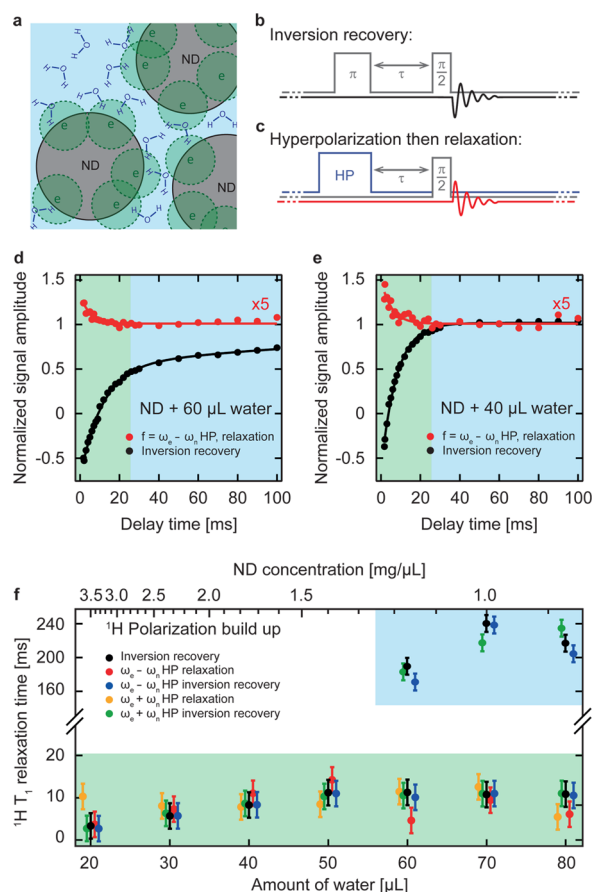 a
ND
e
e
e
e
H
O
H
ND
e
e
e
e
e
e
ND
e
e
e
b
Inversion recovery:
π
τ
π
2
c
Hyperpolarization then relaxation:
HP
τ
π
2
d
Normalized signal amplitude
1.5
1
0.5
0
-0.5
x5
ND + 60 µL water
f = ωe – ωn HP, relaxation
Inversion recovery
0 20 40 60 80 100
Delay time [ms]
e
Normalized signal amplitude
1.5
1
0.5
0
-0.5
x5
ND + 40 µL water
f = ωe – ωn HP, relaxation
Inversion recovery
0 20 40 60 80 100
Delay time [ms]
ND concentration [mg/µL]
3.5 3.0 2.5 2.0 1.5 1.0
f
¹H Polarization build up
Inversion recovery
ωe – ωn HP relaxation
ωe – ωn HP inversion recovery
ωe + ωn HP relaxation
ωe + ωn HP inversion recovery
¹H T₁ relaxation time [ms]
240
200
160
20
10
0
20 30 40 50 60 70 80
Amount of water [µL]